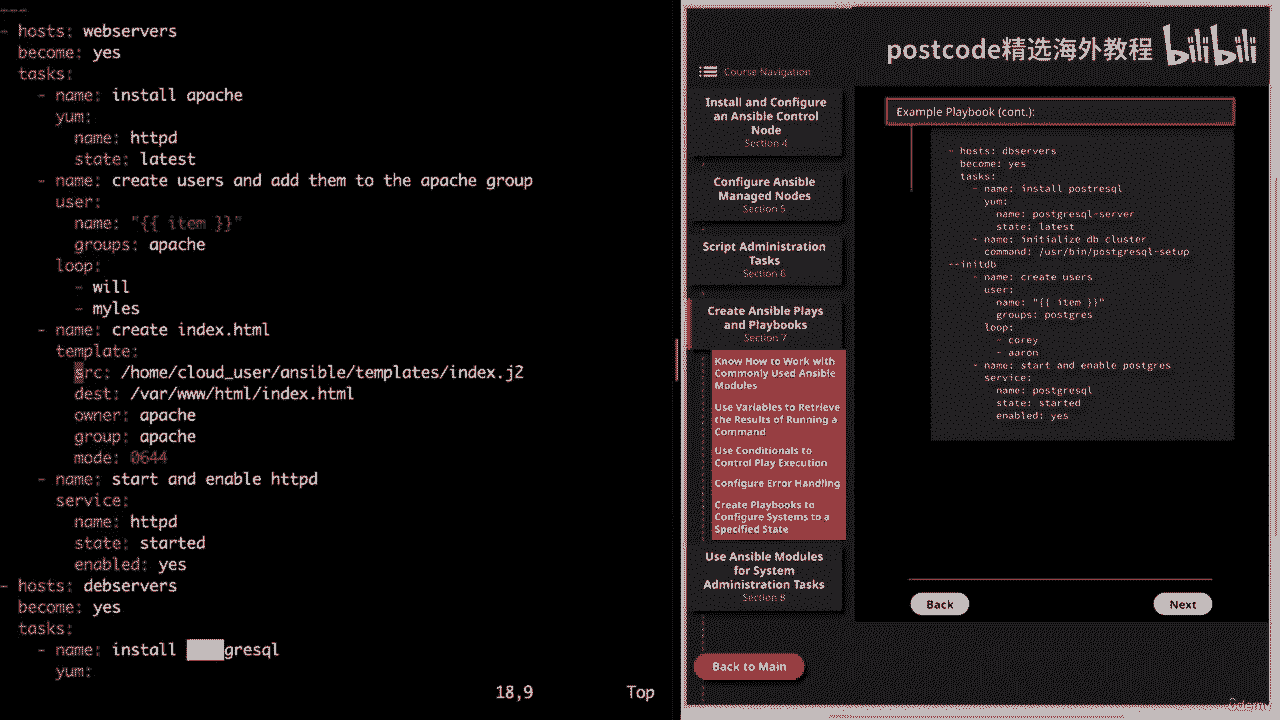 - hosts: webservers
become: yes
tasks:
- name: install apache
yum:
name: httpd
state: latest
- name: create users and add them to the apache group
user:
name: "{{ item }}"
groups: apache
loop:
- will
- myles
- name: create index.html
template:
src: /home/cloud_user/ansible/templates/index.j2
dest: /var/www/html/index.html
owner: apache
group: apache
mode: 0644
- name: start and enable httpd
service:
name: httpd
state: started
enabled: yes
- hosts: debservers
become: yes
tasks:
- name: install gresql
yum:
18,9 Top
postcode精选海外教程 bilibili
Course Navigation
Install and Configure
an Ansible Control
Node
Section 4
Configure Ansible
Managed Nodes
Section 5
Script Administration
Tasks
Section 6
Create Ansible Plays
and Playbooks
Section 7
Know How to Work with
Commonly Used Ansible
Modules
Use Variables to Retrieve
the Results of Running a
Command
Use Conditionals to
Control Play Execution
Configure Error Handling
Create Playbooks to
Configure Systems to a
Specified State
Use Ansible Modules
for System
Administration Tasks
Section 8
Back to Main
Example Playbook (cont.):
- hosts: dbservers
become: yes
tasks:
- name: install postresql
yum:
name: postgresql-server
state: latest
- name: initialize db cluster
command: /usr/bin/postgresql-setup
--initdb
- name: create users
user:
name: "{{ item }}"
groups: postgres
loop:
- corey
- aaron
- name: start and enable postgres
service:
name: postgresql
state: started
enabled: yes
Back
Next
Udemy